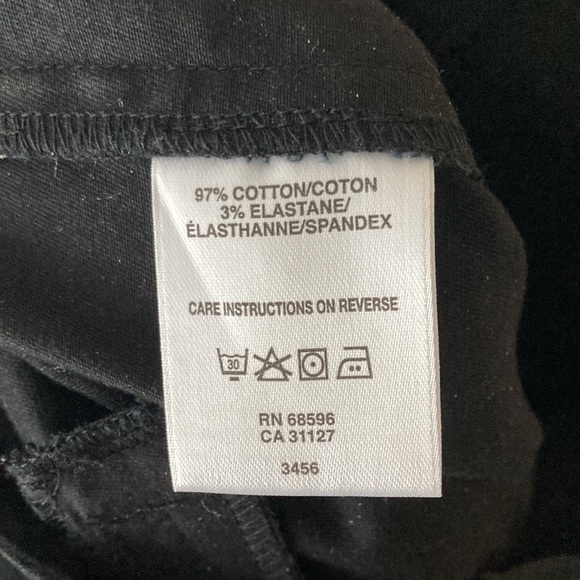 97% COTTON/COTON
3% ELASTANE/
ÉLASTHANNE/SPANDEX
CARE INSTRUCTIONS ON REVERSE
30
RN 68596
CA 31127
3456